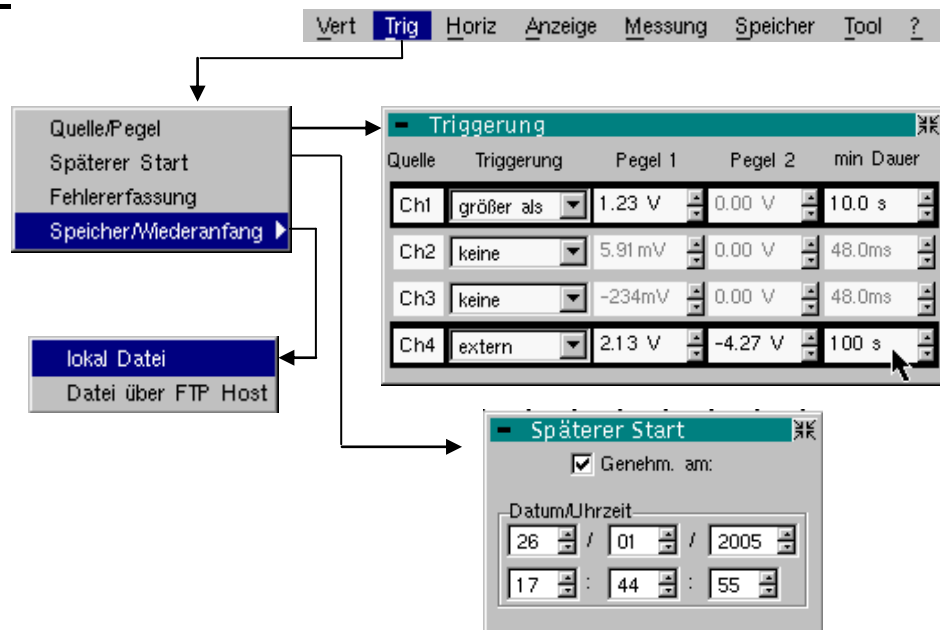 Vert Trig Horiz Anzeige Messung Speicher Tool ?
Quelle/Pegel
Späterer Start
Fehlererfassung
Speicher/Wiederanfang
lokal Datei
Datei über FTP Host
Triggerung
Quelle Triggerung Pegel 1 Pegel 2 min Dauer
Ch1 größer als 1.23 V 0.00 V 10.0 s
Ch2 keine 5.91 mV 0.00 V 48.0ms
Ch3 keine -234mV 0.00 V 48.0ms
Ch4 extern 2.13 V -4.27 V 100 s
Späterer Start
Genehm. am:
Datum/Uhrzeit
26 / 01 / 2005
17 : 44 : 55